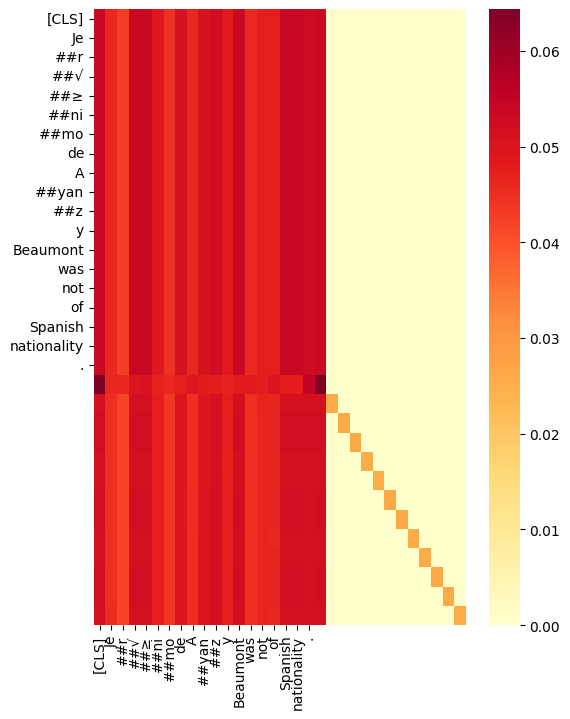 [CLS]
Je
##r
##√
##≥
##ni
##mo
de
A
##yan
##z
y
Beaumont
was
not
of
Spanish
nationality
.
[CLS]
Je
##r
##√
##≥
##ni
##mo
de
A
##yan
##z
y
Beaumont
was
not
of
Spanish
nationality
.
0.06
0.05
0.04
0.03
0.02
0.01
0.00